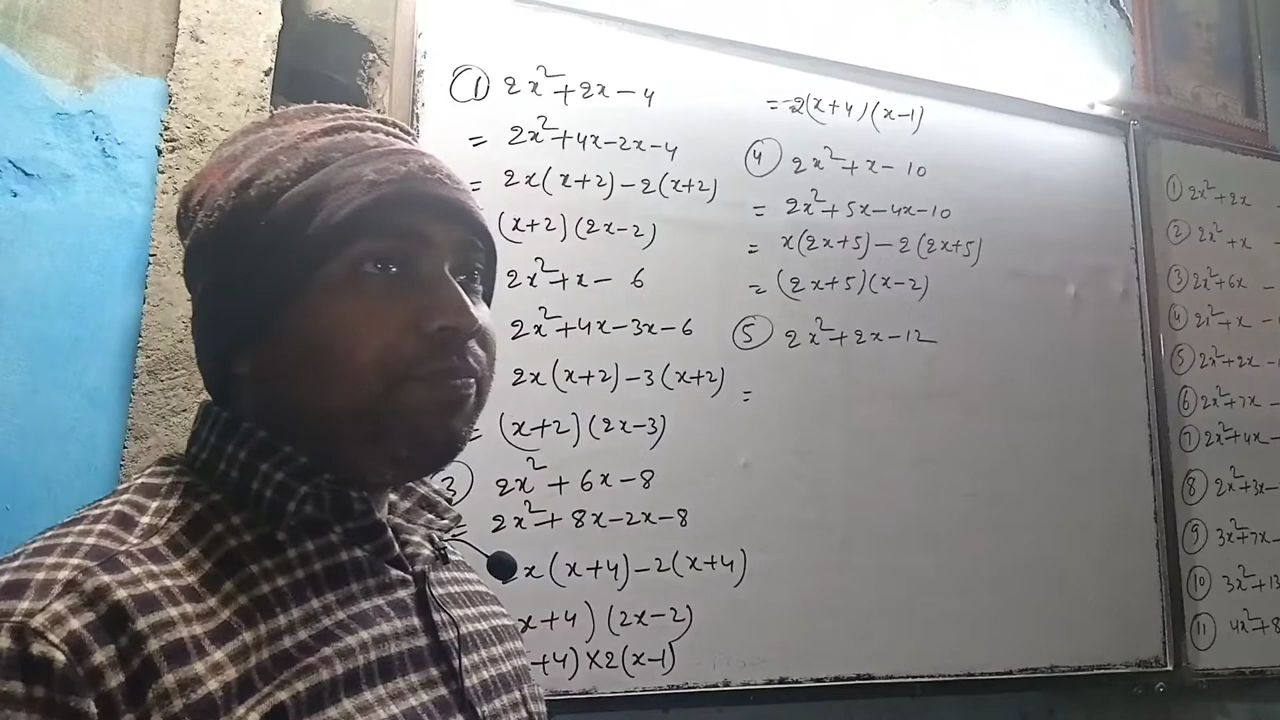 ① 2x²+2x-4
= 2x²+4x-2x-4
= 2x(x+2)-2(x+2)
(x+2)(2x-2)
2x²+x- 6
2x²+4x-3x-6
2x(x+2)-3(x+2)
= (x+2)(2x-3)
3 2x²+6x-8
= 2x²+8x-2x-8
x(x+4)-2(x+4)
x+4)(2x-2)
+4)×2(x-1)
= 2(x+4)(x-1)
④ 2x²+x-10
= 2x²+5x-4x-10
= x(2x+5)-2(2x+5)
= (2x+5)(x-2)
⑤ 2x²+2x-12
=
① 2x²+2x
② 2x²+x -
③ 2x²+6x -
④ 2x²+x -
⑤ 2x²+2x -
⑥ 2x²+7x -
⑦ 2x²+4x-
⑧ 2x²+3x-
⑨ 3x²+7x-
⑩ 3x²+13
⑪ 4x²+8